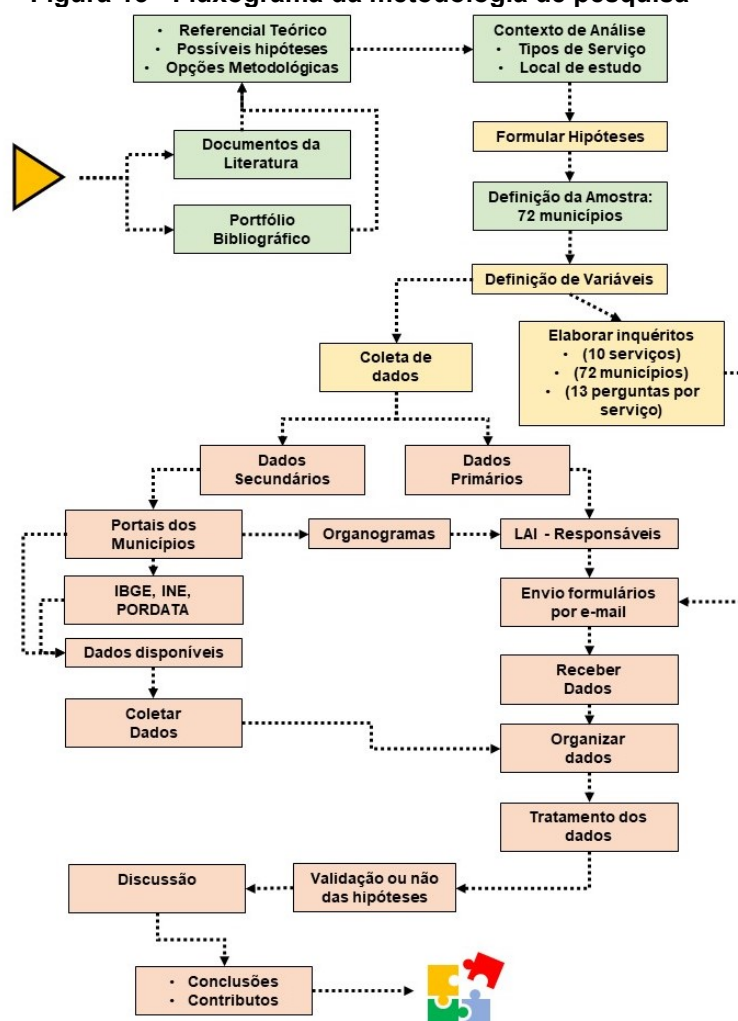 Figura 10 - Fluxograma da metodologia de pesquisa
• Referencial Teórico
• Possíveis hipóteses
• Opções Metodológicas
Contexto de Análise
• Tipos de Serviço
• Local de estudo
Documentos da
Literatura
Formular Hipóteses
Portfólio
Bibliográfico
Definição da Amostra:
72 municípios
Definição de Variáveis
Elaborar inquéritos
• (10 serviços)
• (72 municípios)
• (13 perguntas por
serviço)
Coleta de
dados
Dados
Secundários
Dados
Primários
Portais dos
Municípios
Organogramas
LAI - Responsáveis
IBGE, INE,
PORDATA
Envio formulários
por e-mail
Dados disponíveis
Receber
Dados
Coletar
Dados
Organizar
dados
Tratamento dos
dados
Validação ou não
das hipóteses
Discussão
• Conclusões
• Contributos